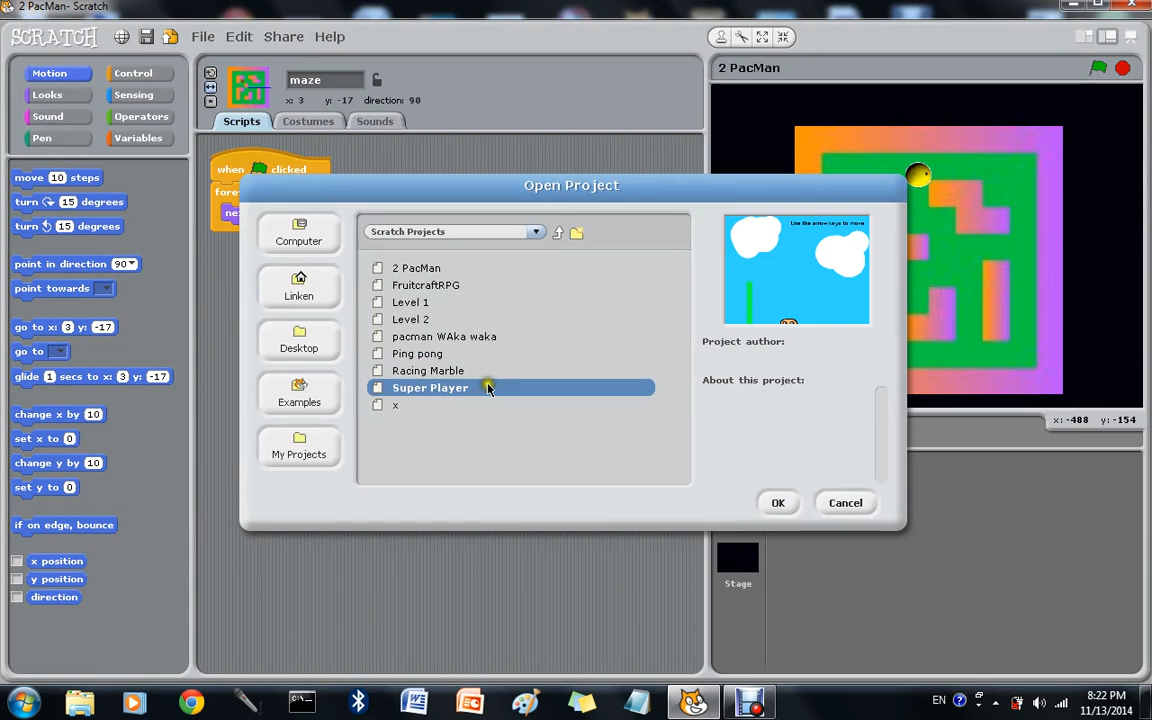 2 PacMan- Scratch
SCRATCH
File Edit Share Help
Motion
Control
Looks
Sensing
Sound
Operators
Pen
Variables
maze
x: 3 y: -17 direction: 90
Scripts Costumes Sounds
2 PacMan
move 10 steps
turn 15 degrees
turn 15 degrees
point in direction 90
point towards
go to x: 3 y: -17
go to
glide 1 secs to x: 3 y: -17
change x by 10
set x to 0
change y by 10
set y to 0
if on edge, bounce
x position
y position
direction
when clicked
Open Project
Computer
Linken
Desktop
Examples
My Projects
Scratch Projects
2 PacMan
FruitcraftRPG
Level 1
Level 2
pacman WAka waka
Ping pong
Racing Marble
Super Player
x
Use the arrow keys to move
Project author:
About this project:
OK
Cancel
x: -488 y: -154
Stage
EN
8:22 PM
11/13/2014